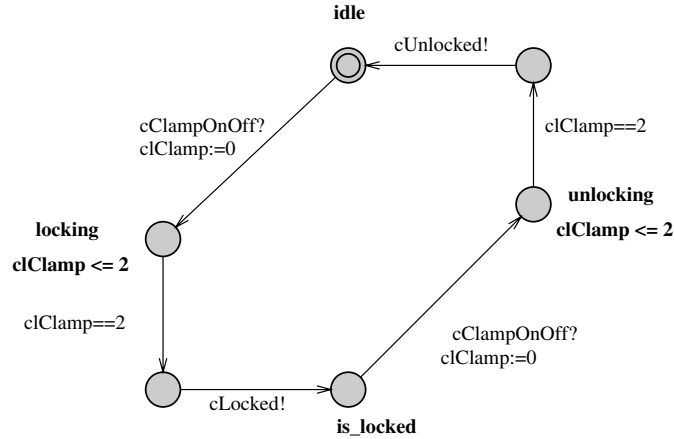 idle
cUnlocked!
cClampOnOff?
clClamp:=0
clClamp==2
locking
clClamp <= 2
unlocking
clClamp <= 2
clClamp==2
cClampOnOff?
clClamp:=0
cLocked!
is_locked